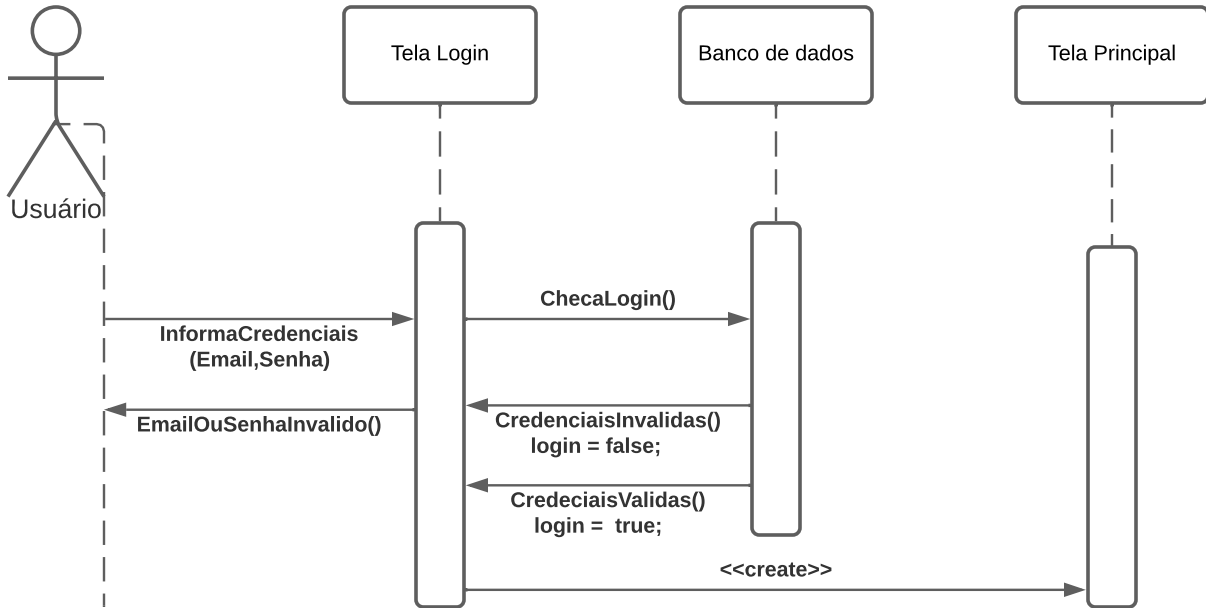 Tela Login
Banco de dados
Tela Principal
Usuário
ChecaLogin()
InformaCredenciais
(Email,Senha)
EmailOuSenhaInvalido()
CredenciaisInvalidas()
login = false;
CredeciaisValidas()
login =  true;
<<create>>